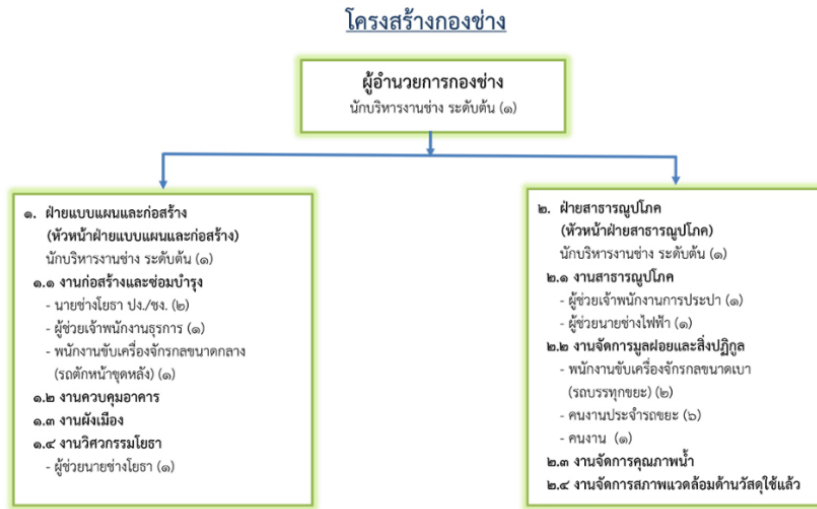 โครงสร้างกองช่าง
ผู้อำนวยการกองช่าง
นักบริหารงานช่าง ระดับต้น (๑)
๑. ฝ่ายแบบแผนและก่อสร้าง
(หัวหน้าฝ่ายแบบแผนและก่อสร้าง)
นักบริหารงานช่าง ระดับต้น (๑)
๑.๑ งานก่อสร้างและซ่อมบำรุง
- นายช่างโยธา ปง./ชง. (๒)
- ผู้ช่วยเจ้าพนักงานธุรการ (๑)
- พนักงานขับเครื่องจักรกลขนาดกลาง
(รถตักหน้าขุดหลัง) (๑)
๑.๒ งานควบคุมอาคาร
๑.๓ งานผังเมือง
๑.๔ งานวิศวกรรมโยธา
- ผู้ช่วยนายช่างโยธา (๑)
๒. ฝ่ายสาธารณูปโภค
(หัวหน้าฝ่ายสาธารณูปโภค)
นักบริหารงานช่าง ระดับต้น (๑)
๒.๑ งานสาธารณูปโภค
- ผู้ช่วยเจ้าพนักงานการประปา (๑)
- ผู้ช่วยนายช่างไฟฟ้า (๑)
๒.๒ งานจัดการมูลฝอยและสิ่งปฏิกูล
- พนักงานขับเครื่องจักรกลขนาดเบา
(รถบรรทุกขยะ) (๒)
- คนงานประจำรถขยะ (๖)
- คนงาน (๑)
๒.๓ งานจัดการคุณภาพน้ำ
๒.๔ งานจัดการสภาพแวดล้อมด้านวัสดุใช้แล้ว